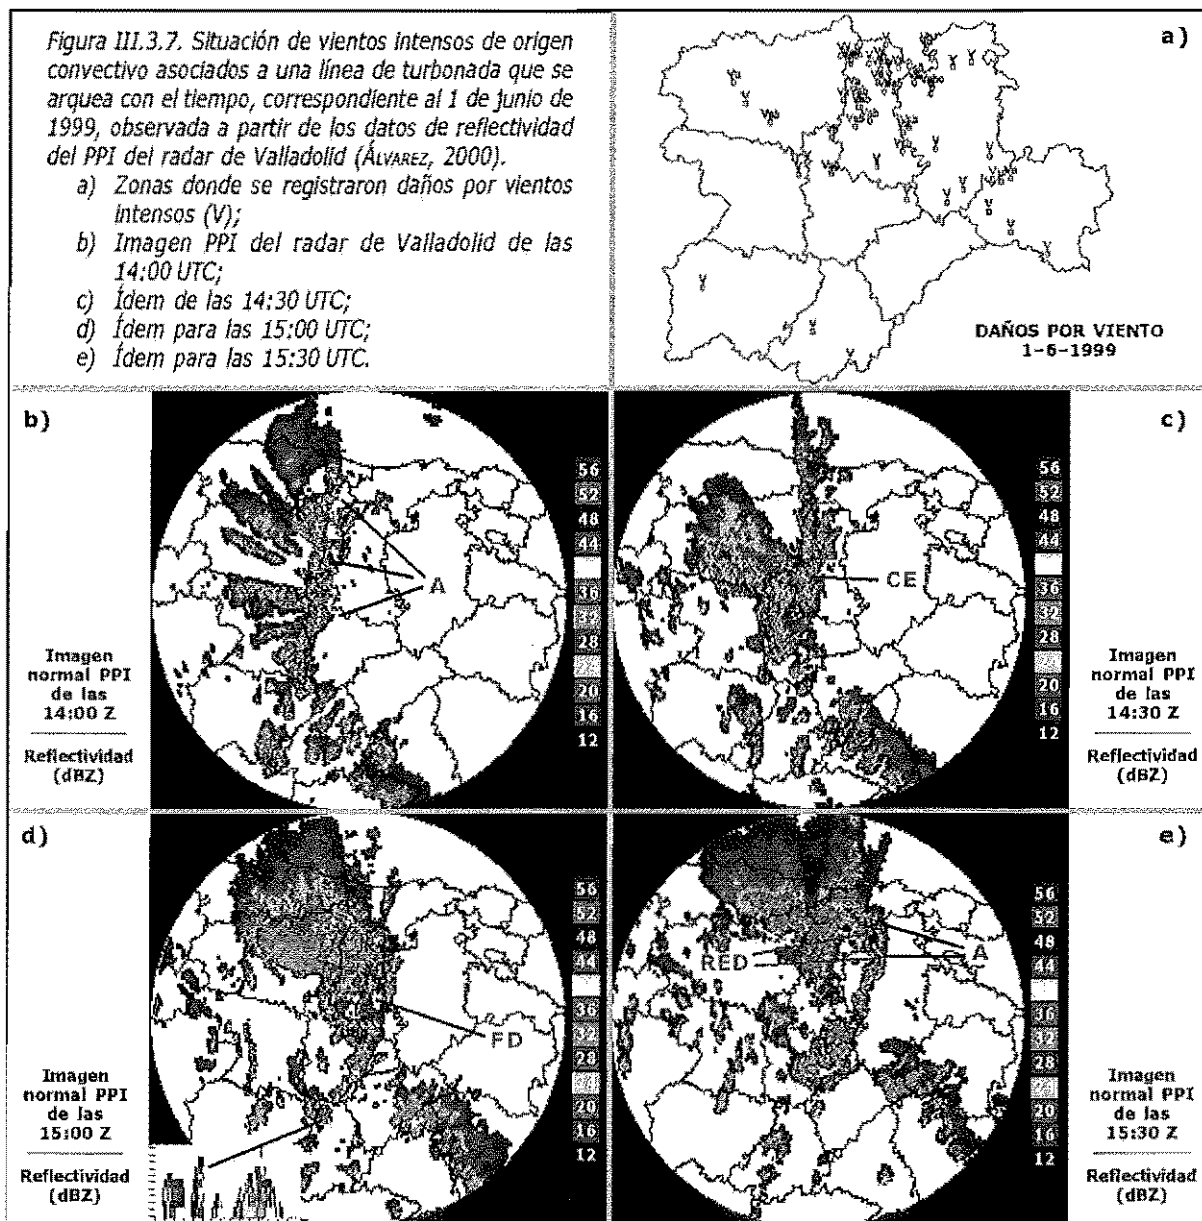 Figura III.3.7. Situación de vientos intensos de origen
convectivo asociados a una línea de turbonada que se
arquea con el tiempo, correspondiente al 1 de junio de
1999, observada a partir de los datos de reflectividad
del PPI del radar de Valladolid (ÁLVAREZ, 2000).
a) Zonas donde se registraron daños por vientos
intensos (V);
b) Imagen PPI del radar de Valladolid de las
14:00 UTC;
c) Ídem de las 14:30 UTC;
d) Ídem para las 15:00 UTC;
e) Ídem para las 15:30 UTC.
a)
DAÑOS POR VIENTO
1-6-1999
b)
A
56
52
48
44
36
32
28
20
16
12
Imagen
normal PPI
de las
14:00 Z
Reflectividad
(dBZ)
c)
CE
56
52
48
44
36
32
28
20
16
12
Imagen
normal PPI
de las
14:30 Z
Reflectividad
(dBZ)
d)
FD
56
52
48
44
36
32
28
20
16
12
Imagen
normal PPI
de las
15:00 Z
Reflectividad
(dBZ)
e)
RED
A
56
52
48
44
36
32
28
20
16
12
Imagen
normal PPI
de las
15:30 Z
Reflectividad
(dBZ)